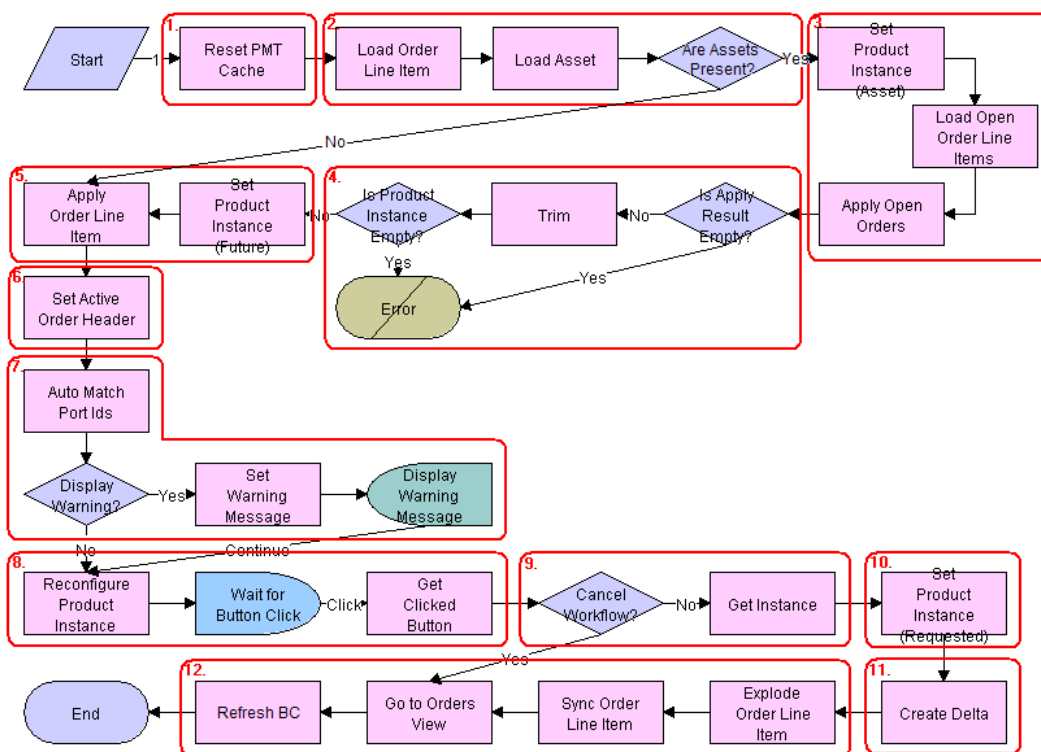 1.
2.
3.
Start
1
Reset PMT
Cache
Load Order
Line Item
Load Asset
Are Assets
Present?
Yes
Set
Product
Instance
(Asset)
Load Open
Order Line
Items
No
5.
4.
Apply
Order Line
Item
Set
Product
Instance
(Future)
No
Is Product
Instance
Empty?
No
Trim
Is Apply
Result
Empty?
Apply Open
Orders
Yes
Yes
Error
6.
Set Active
Order Header
7.
Auto Match
Port Ids
Display
Warning?
Yes
Set
Warning
Message
Display
Warning
Message
No
Continue
8.
9.
10.
Reconfigure
Product
Instance
Wait for
Button Click
Click
Get
Clicked
Button
Cancel
Workflow?
No
Get Instance
Set
Product
Instance
(Requested)
Yes
12.
11.
End
Refresh BC
Go to Orders
View
Sync Order
Line Item
Explode
Order Line
Item
Create Delta